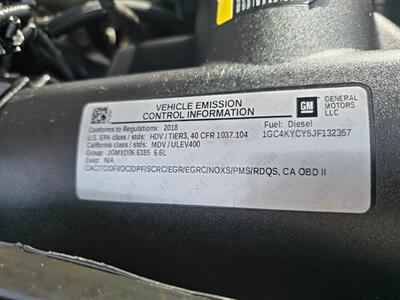 VEHICLE EMISSION
CONTROL INFORMATION
GM
GENERAL
MOTORS
LLC
Conforms to Regulations: 2018
Fuel: Diesel
U.S. EPA class / stds: HDV / TIER3, 40 CFR 1037.104
1GC4KYCY5JF132357
California class / stds: MDV / ULEV400
Group: JGMXD06.6385 6.6L
Evap: N/A
CAC/TC/DFI/OC/DPF/SCRC/EGR/EGRC/NOXS/PMS/RDQS, CA OBD II